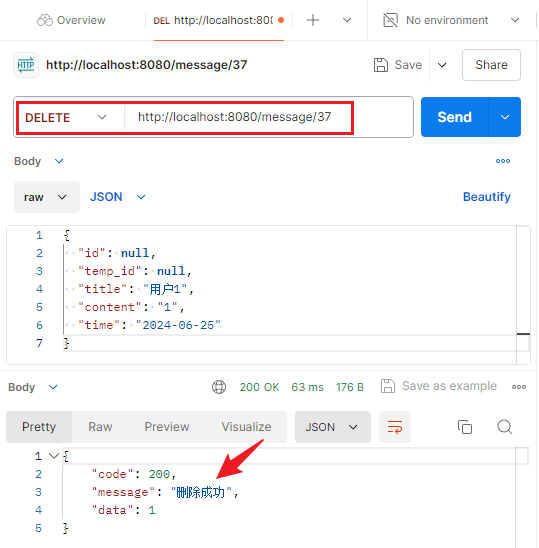 Overview
DEL http://localhost:808
No environment
HTTP http://localhost:8080/message/37
Save
Share
DELETE http://localhost:8080/message/37
Send
Body
raw JSON Beautify
1 {
2 "id": null,
3 "temp_id": null,
4 "title": "用户1",
5 "content": "1",
6 "time": "2024-06-25"
7 }
Body 200 OK 63 ms 176 B Save as example
Pretty Raw Preview Visualize JSON
1 {
2 "code": 200,
3 "message": "删除成功",
4 "data": 1
5 }